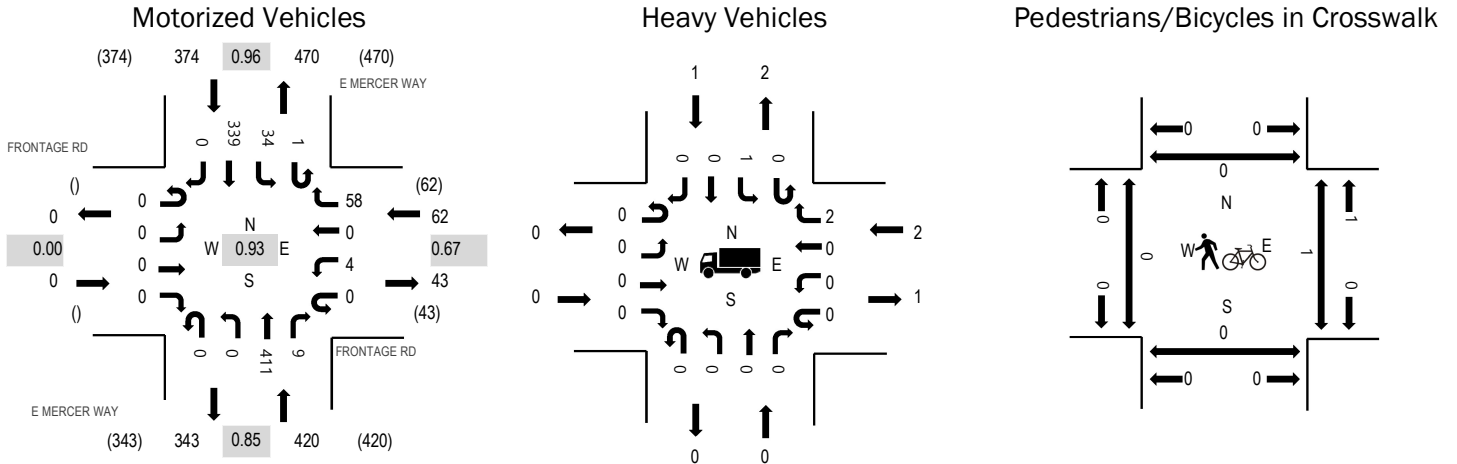 Motorized Vehicles
(374) 374 0.96 470 (470)
E MERCER WAY
0 339 34 1
FRONTAGE RD
()
0
0.00
0
()
0
0
0
0
N
W 0.93 E
S
58
0
4
0
(62)
62
0.67
43
(43)
0 0 411 9
FRONTAGE RD
E MERCER WAY
(343) 343 0.85 420 (420)
Heavy Vehicles
1 2
0 0 1 0
0
0
0
0
0
0
N
W E
S
2
0
0
0
2
1
0 0 0 0
0 0
Pedestrians/Bicycles in Crosswalk
0 0
0
N
0 0 W E 1 1
0 0
S
0
0 0